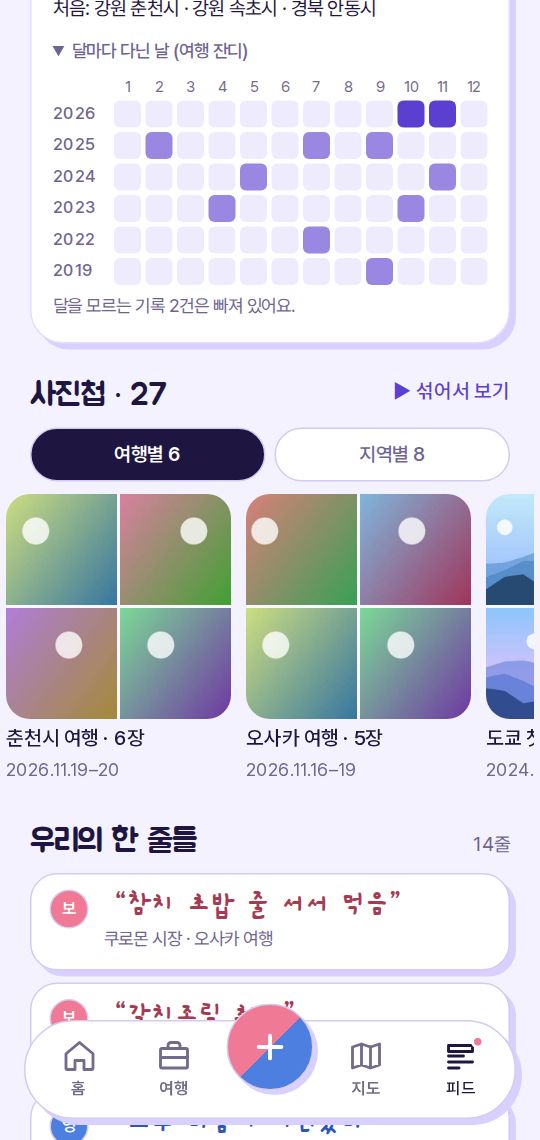 처음: 강원 춘천시 · 강원 속초시 · 경북 안동시
▼ 달마다 다닌 날 (여행 잔디)
1 2 3 4 5 6 7 8 9 10 11 12
2026
2025
2024
2023
2022
2019
달을 모르는 기록 2건은 빠져 있어요.
사진첩 · 27
▶ 섞어서 보기
여행별 6
지역별 8
춘천시 여행 · 6장
2026.11.19–20
오사카 여행 · 5장
2026.11.16–19
도쿄 첫
2024.
우리의 한 줄들
14줄
보
“참치 초밥 줄 서서 먹음”
쿠로몬 시장 · 오사카 여행
보
“갈치조림
홈
여행
+
지도
피드